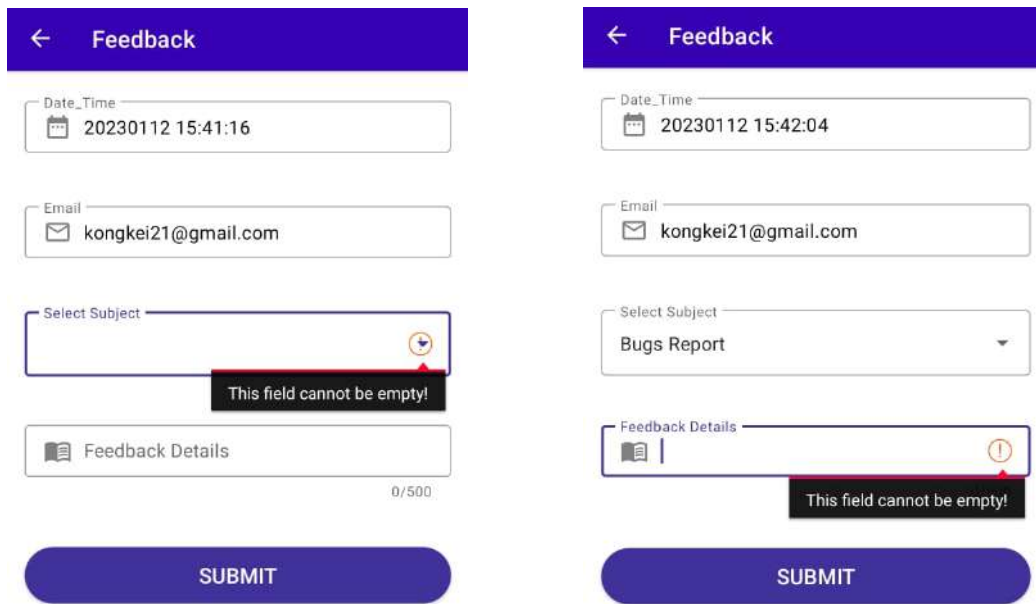 Feedback
Date_Time
20230112 15:41:16
Email
kongkei21@gmail.com
Select Subject
This field cannot be empty!
Feedback Details
0/500
SUBMIT
Feedback
Date_Time
20230112 15:42:04
Email
kongkei21@gmail.com
Select Subject
Bugs Report
Feedback Details
This field cannot be empty!
SUBMIT